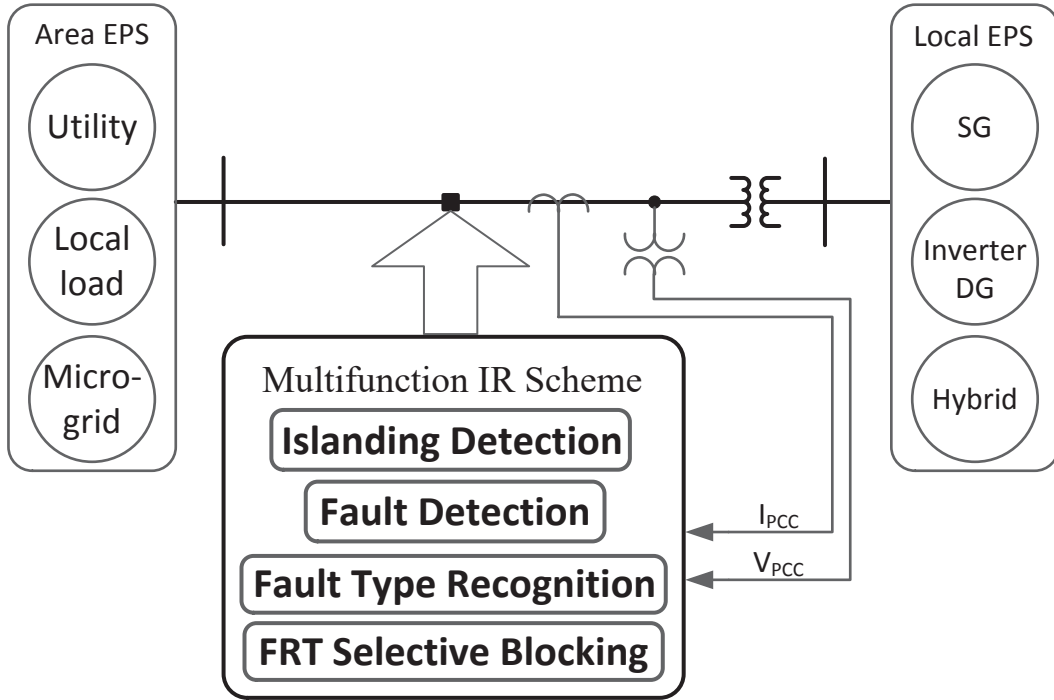 Area EPS
Utility
Local
load
Micro-
grid
Local EPS
SG
Inverter
DG
Hybrid
Multifunction IR Scheme
Islanding Detection
Fault Detection
Fault Type Recognition
FRT Selective Blocking
IPCC
VPCC